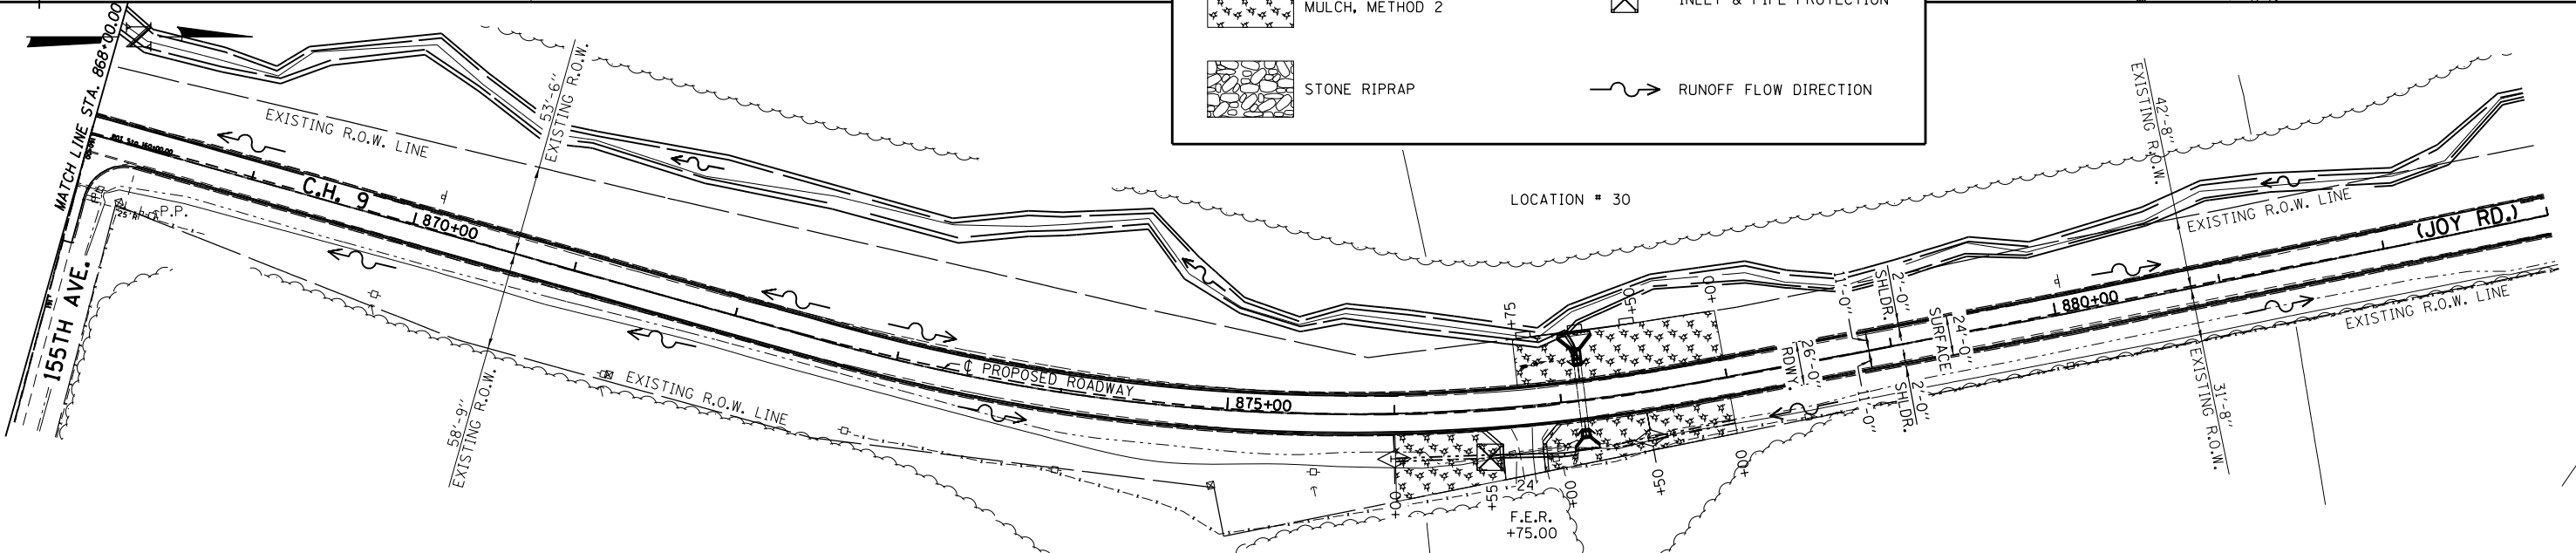 MULCH, METHOD 2
INLET & PIPE PROTECTION
STONE RIPRAP
RUNOFF FLOW DIRECTION
MATCH LINE STA. 868+00.00
EXISTING R.O.W. LINE
53'-6"
EXISTING R.O.W.
42'-8"
EXISTING R.O.W.
LOCATION # 30
C.H. 9
870+00
P.P.
155TH AVE.
58'-9"
EXISTING R.O.W.
EXISTING R.O.W. LINE
℄ PROPOSED ROADWAY
875+00
+75
+50
+00
11'-0"
SHLDR.
2'-0"
SURFACE
24'-0"
RDWY.
26'-0"
11'-0"
SHLDR.
2'-0"
880+00
EXISTING R.O.W. LINE
(JOY RD.)
EXISTING R.O.W. LINE
EXISTING R.O.W.
31'-8"
+00
+55
24'
+00
+50
+00
F.E.R.
+75.00